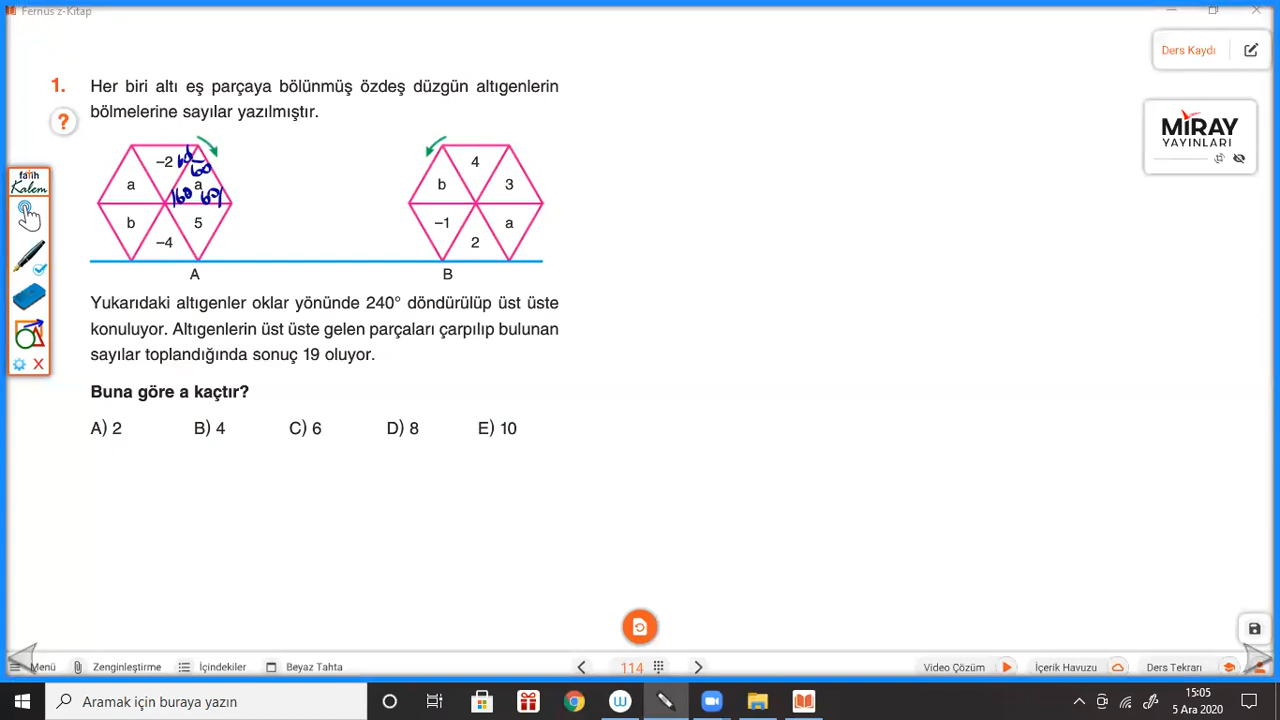 Fernus z-Kitap
Ders Kaydı
1. Her biri altı eş parçaya bölünmüş özdeş düzgün altıgenlerin
bölmelerine sayılar yazılmıştır.
?
MİRAY
YAYINLARI
fatih
Kalem
–2 60 60
a a
160 60
b 5
–4
A
4
b 3
–1 a
2
B
Yukarıdaki altıgenler oklar yönünde 240° döndürülüp üst üste
konuluyor. Altıgenlerin üst üste gelen parçaları çarpılıp bulunan
sayılar toplandığında sonuç 19 oluyor.
Buna göre a kaçtır?
A) 2 B) 4 C) 6 D) 8 E) 10
Menü Zenginleştirme İçindekiler Beyaz Tahta 114 Video Çözüm İçerik Havuzu Ders Tekrarı
Aramak için buraya yazın
15:05
5 Ara 2020